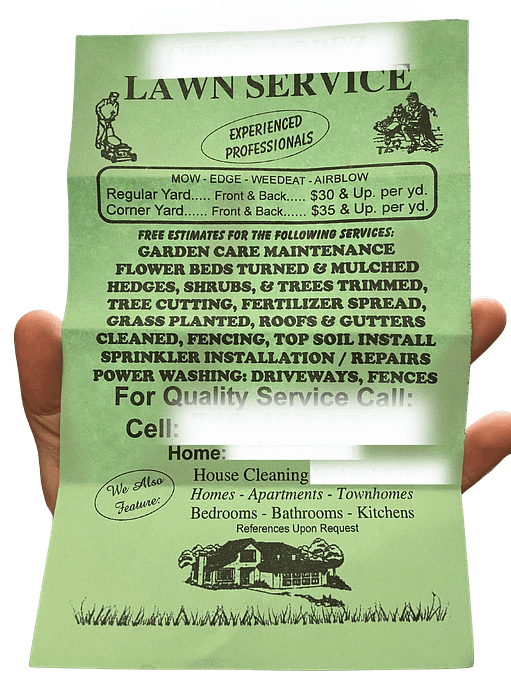 LAWN SERVICE
EXPERIENCED
PROFESSIONALS
MOW - EDGE - WEEDEAT - AIRBLOW
Regular Yard..... Front & Back..... $30 & Up. per yd.
Corner Yard...... Front & Back..... $35 & Up. per yd.
FREE ESTIMATES FOR THE FOLLOWING SERVICES:
GARDEN CARE MAINTENANCE
FLOWER BEDS TURNED & MULCHED
HEDGES, SHRUBS, & TREES TRIMMED,
TREE CUTTING, FERTILIZER SPREAD,
GRASS PLANTED, ROOFS & GUTTERS
CLEANED, FENCING, TOP SOIL INSTALL
SPRINKLER INSTALLATION / REPAIRS
POWER WASHING: DRIVEWAYS, FENCES
For Quality Service Call:
Cell:
Home:
House Cleaning
We Also
Feature:
Homes - Apartments - Townhomes
Bedrooms - Bathrooms - Kitchens
References Upon Request